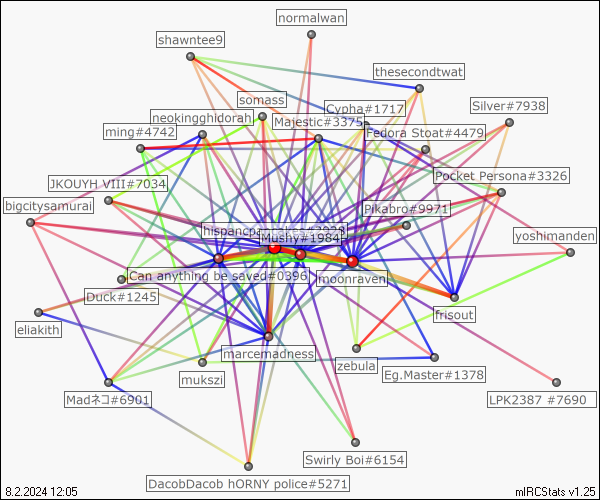 normalwan
shawntee9
thesecondtwat
somass
Cypha#1717
Silver#7938
neokingghidorah
Majestic#3375
ming#4742
Fedora Stoat#4479
JKOUYH VIII#7034
Pocket Persona#3326
bigcitysamurai
Pikabro#9971
Mushy#1984
yoshimanden
Can anything be saved#0396
moonraven
Duck#1245
frisout
eliakith
marcemadness
zebula
mukszi
Eg.Master#1378
Madネコ#6901
LPK2387 #7690
Swirly Boi#6154
DacobDacob hORNY police#5271
8.2.2024 12:05
mIRCStats v1.25